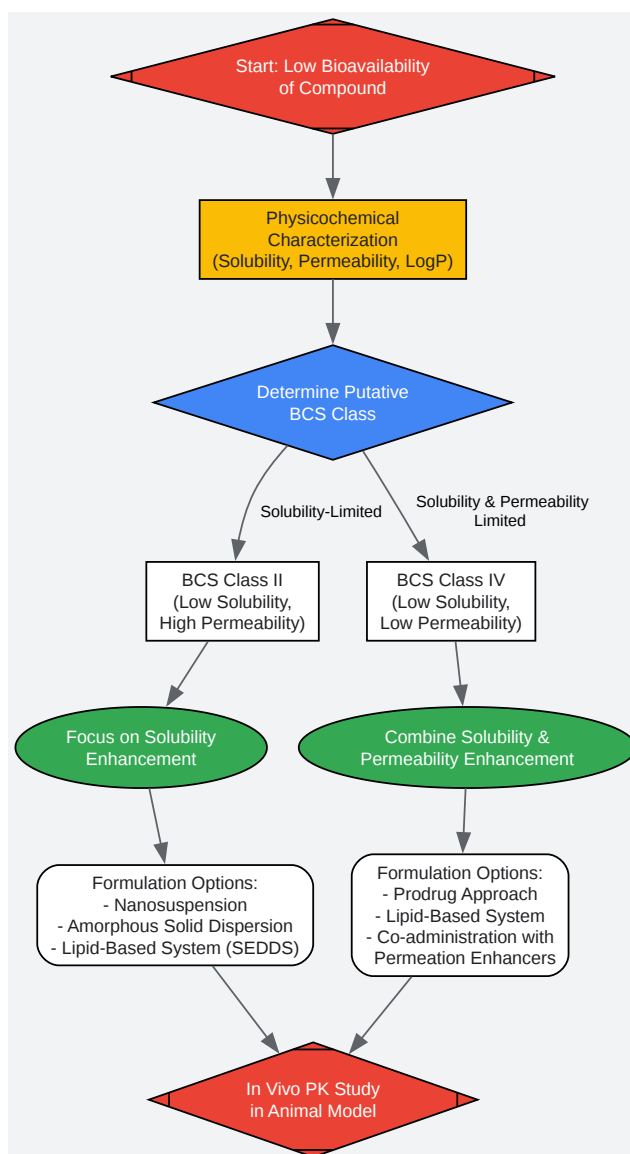 Start: Low Bioavailability
of Compound
Physicochemical
Characterization
(Solubility, Permeability, LogP)
Determine Putative
BCS Class
Solubility-Limited
Solubility & Permeability
Limited
BCS Class II
(Low Solubility,
High Permeability)
BCS Class IV
(Low Solubility,
Low Permeability)
Focus on Solubility
Enhancement
Combine Solubility &
Permeability Enhancement
Formulation Options:
- Nanosuspension
- Amorphous Solid Dispersion
- Lipid-Based System (SEDDS)
Formulation Options:
- Prodrug Approach
- Lipid-Based System
- Co-administration with
Permeation Enhancers
In Vivo PK Study
in Animal Model